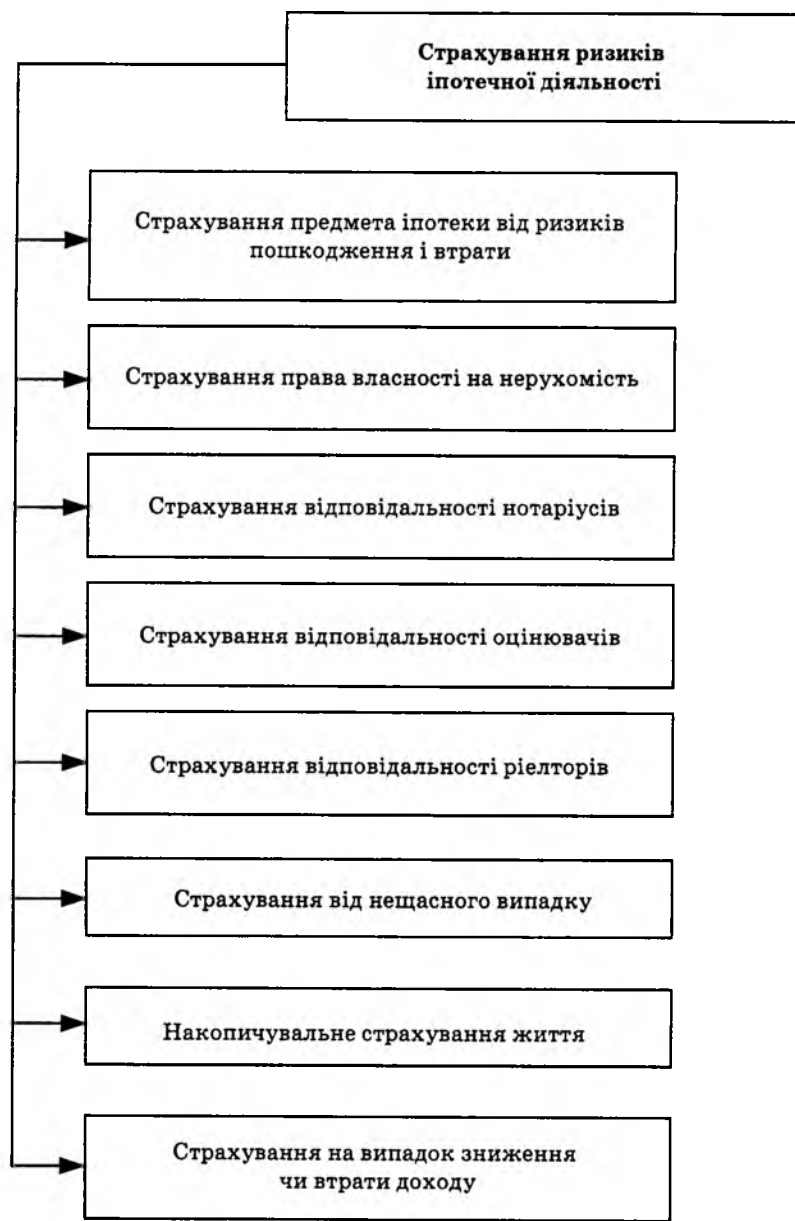 Страхування ризиків
іпотечної діяльності
Страхування предмета іпотеки від ризиків
пошкодження і втрати
Страхування права власності на нерухомість
Страхування відповідальності нотаріусів
Страхування відповідальності оцінювачів
Страхування відповідальності ріелторів
Страхування від нещасного випадку
Накопичувальне страхування життя
Страхування на випадок зниження
чи втрати доходу